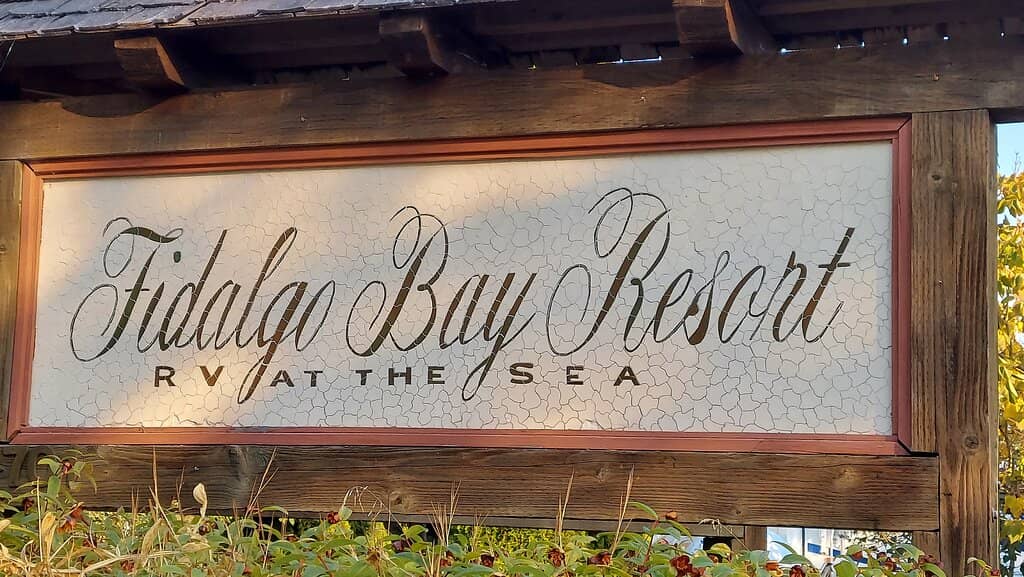 Fidalgo Bay Resort
RV AT THE SEA